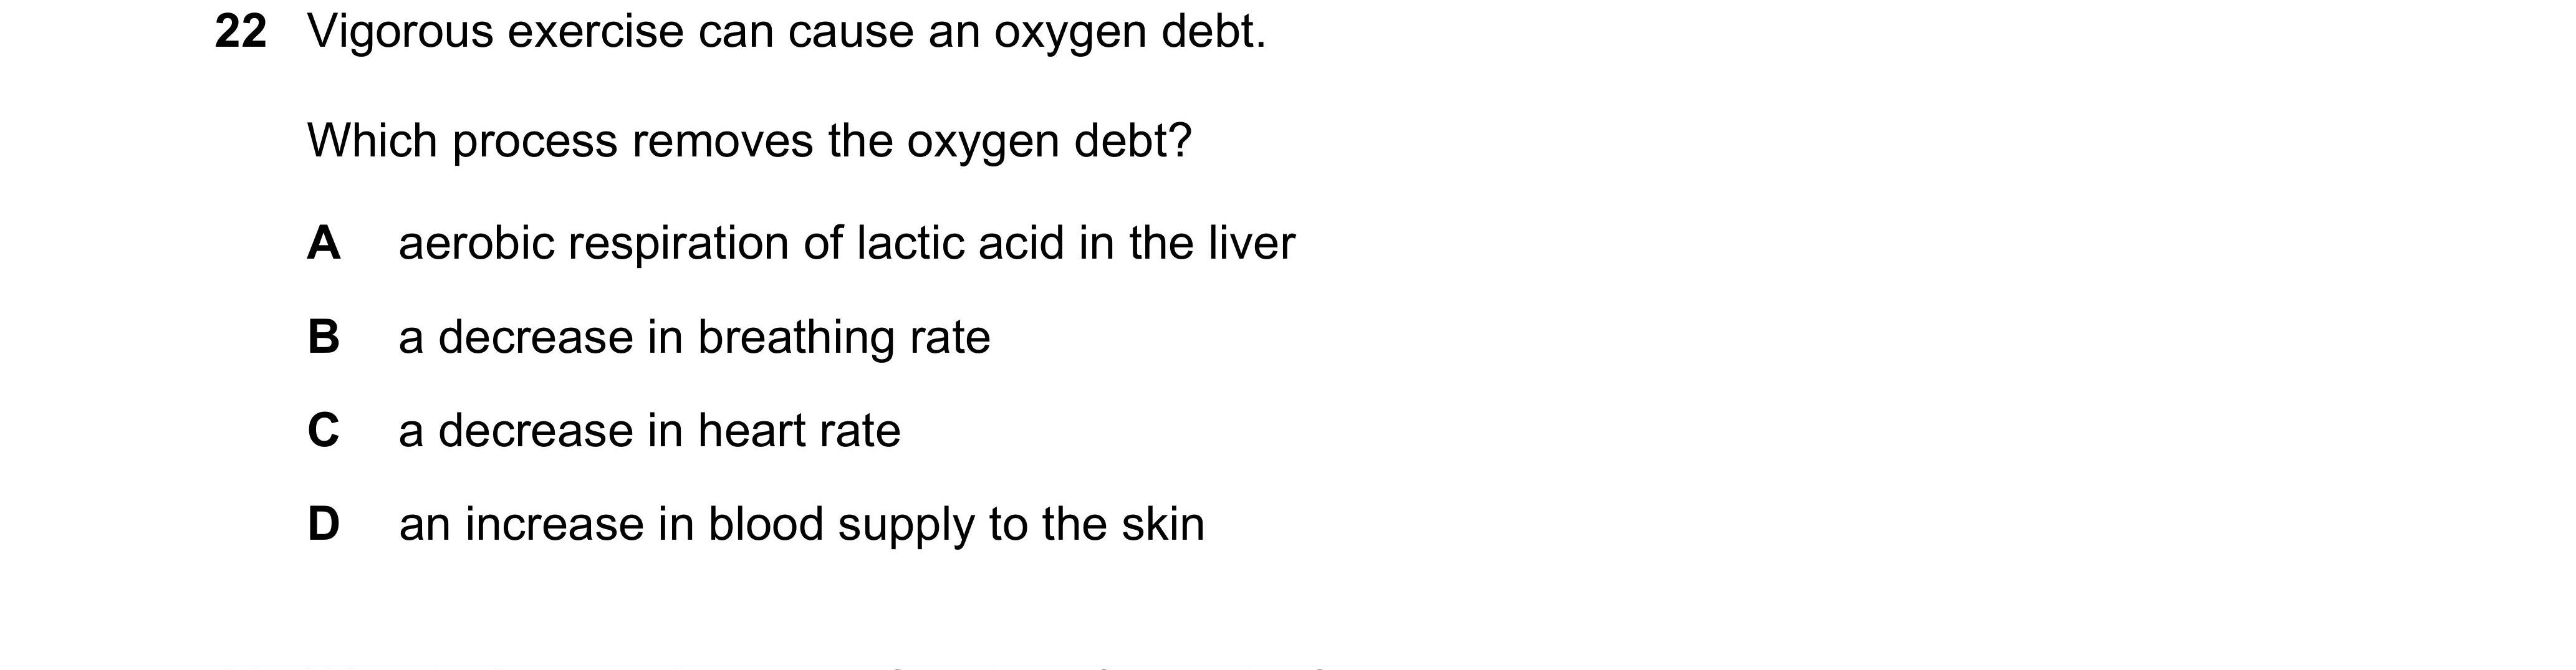 22 Vigorous exercise can cause an oxygen debt.
Which process removes the oxygen debt?
A aerobic respiration of lactic acid in the liver
B a decrease in breathing rate
C a decrease in heart rate
D an increase in blood supply to the skin